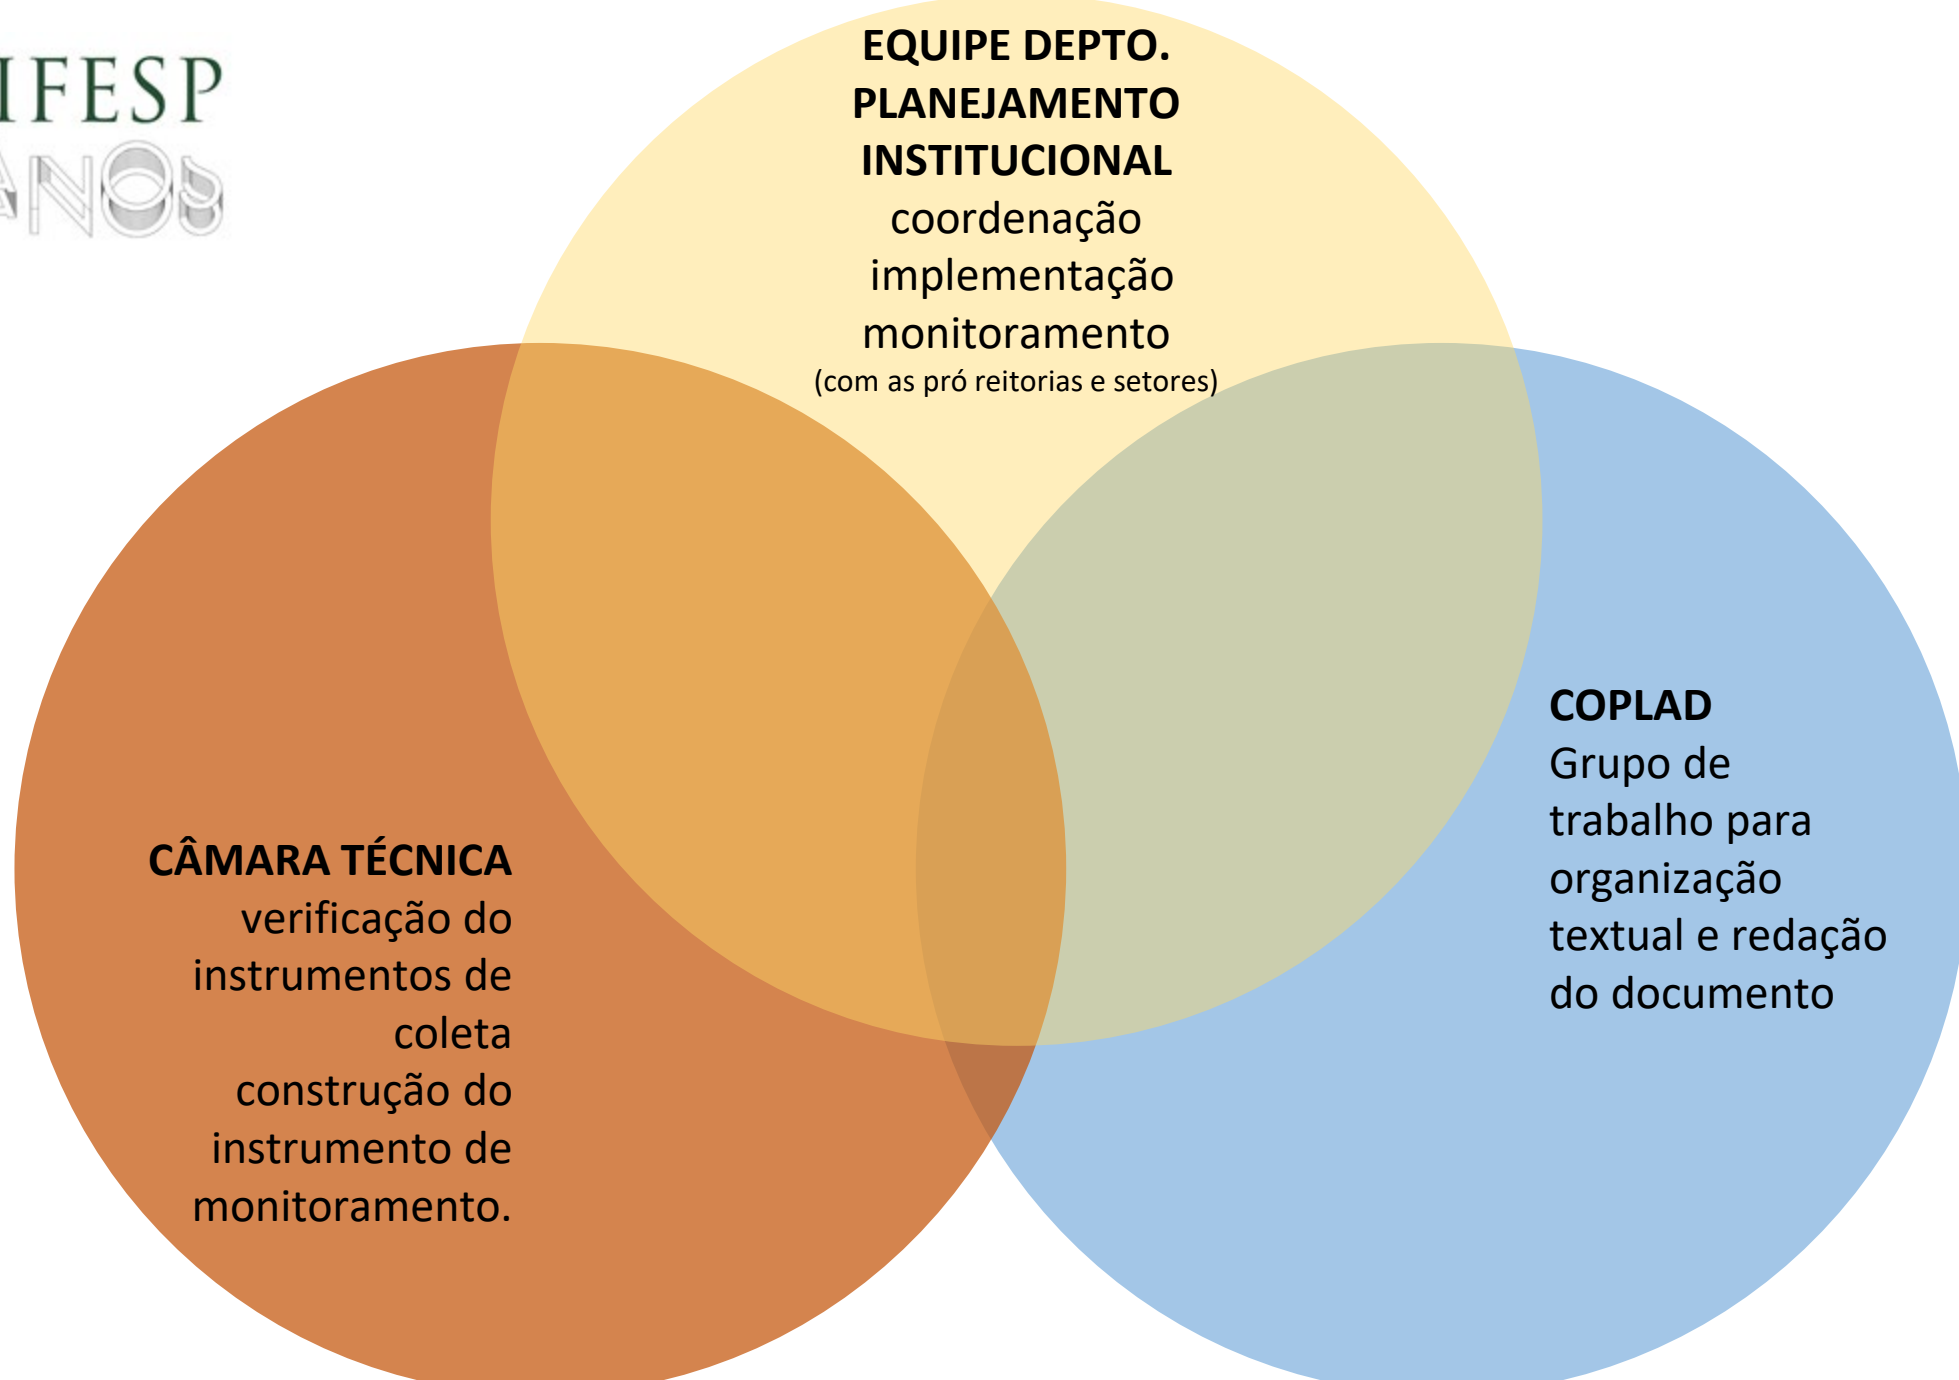 IFESP
ANOS
EQUIPE DEPTO.
PLANEJAMENTO
INSTITUCIONAL
coordenação
implementação
monitoramento
(com as pró reitorias e setores)
CÂMARA TÉCNICA
verificação do
instrumentos de
coleta
construção do
instrumento de
monitoramento.
COPLAD
Grupo de
trabalho para
organização
textual e redação
do documento